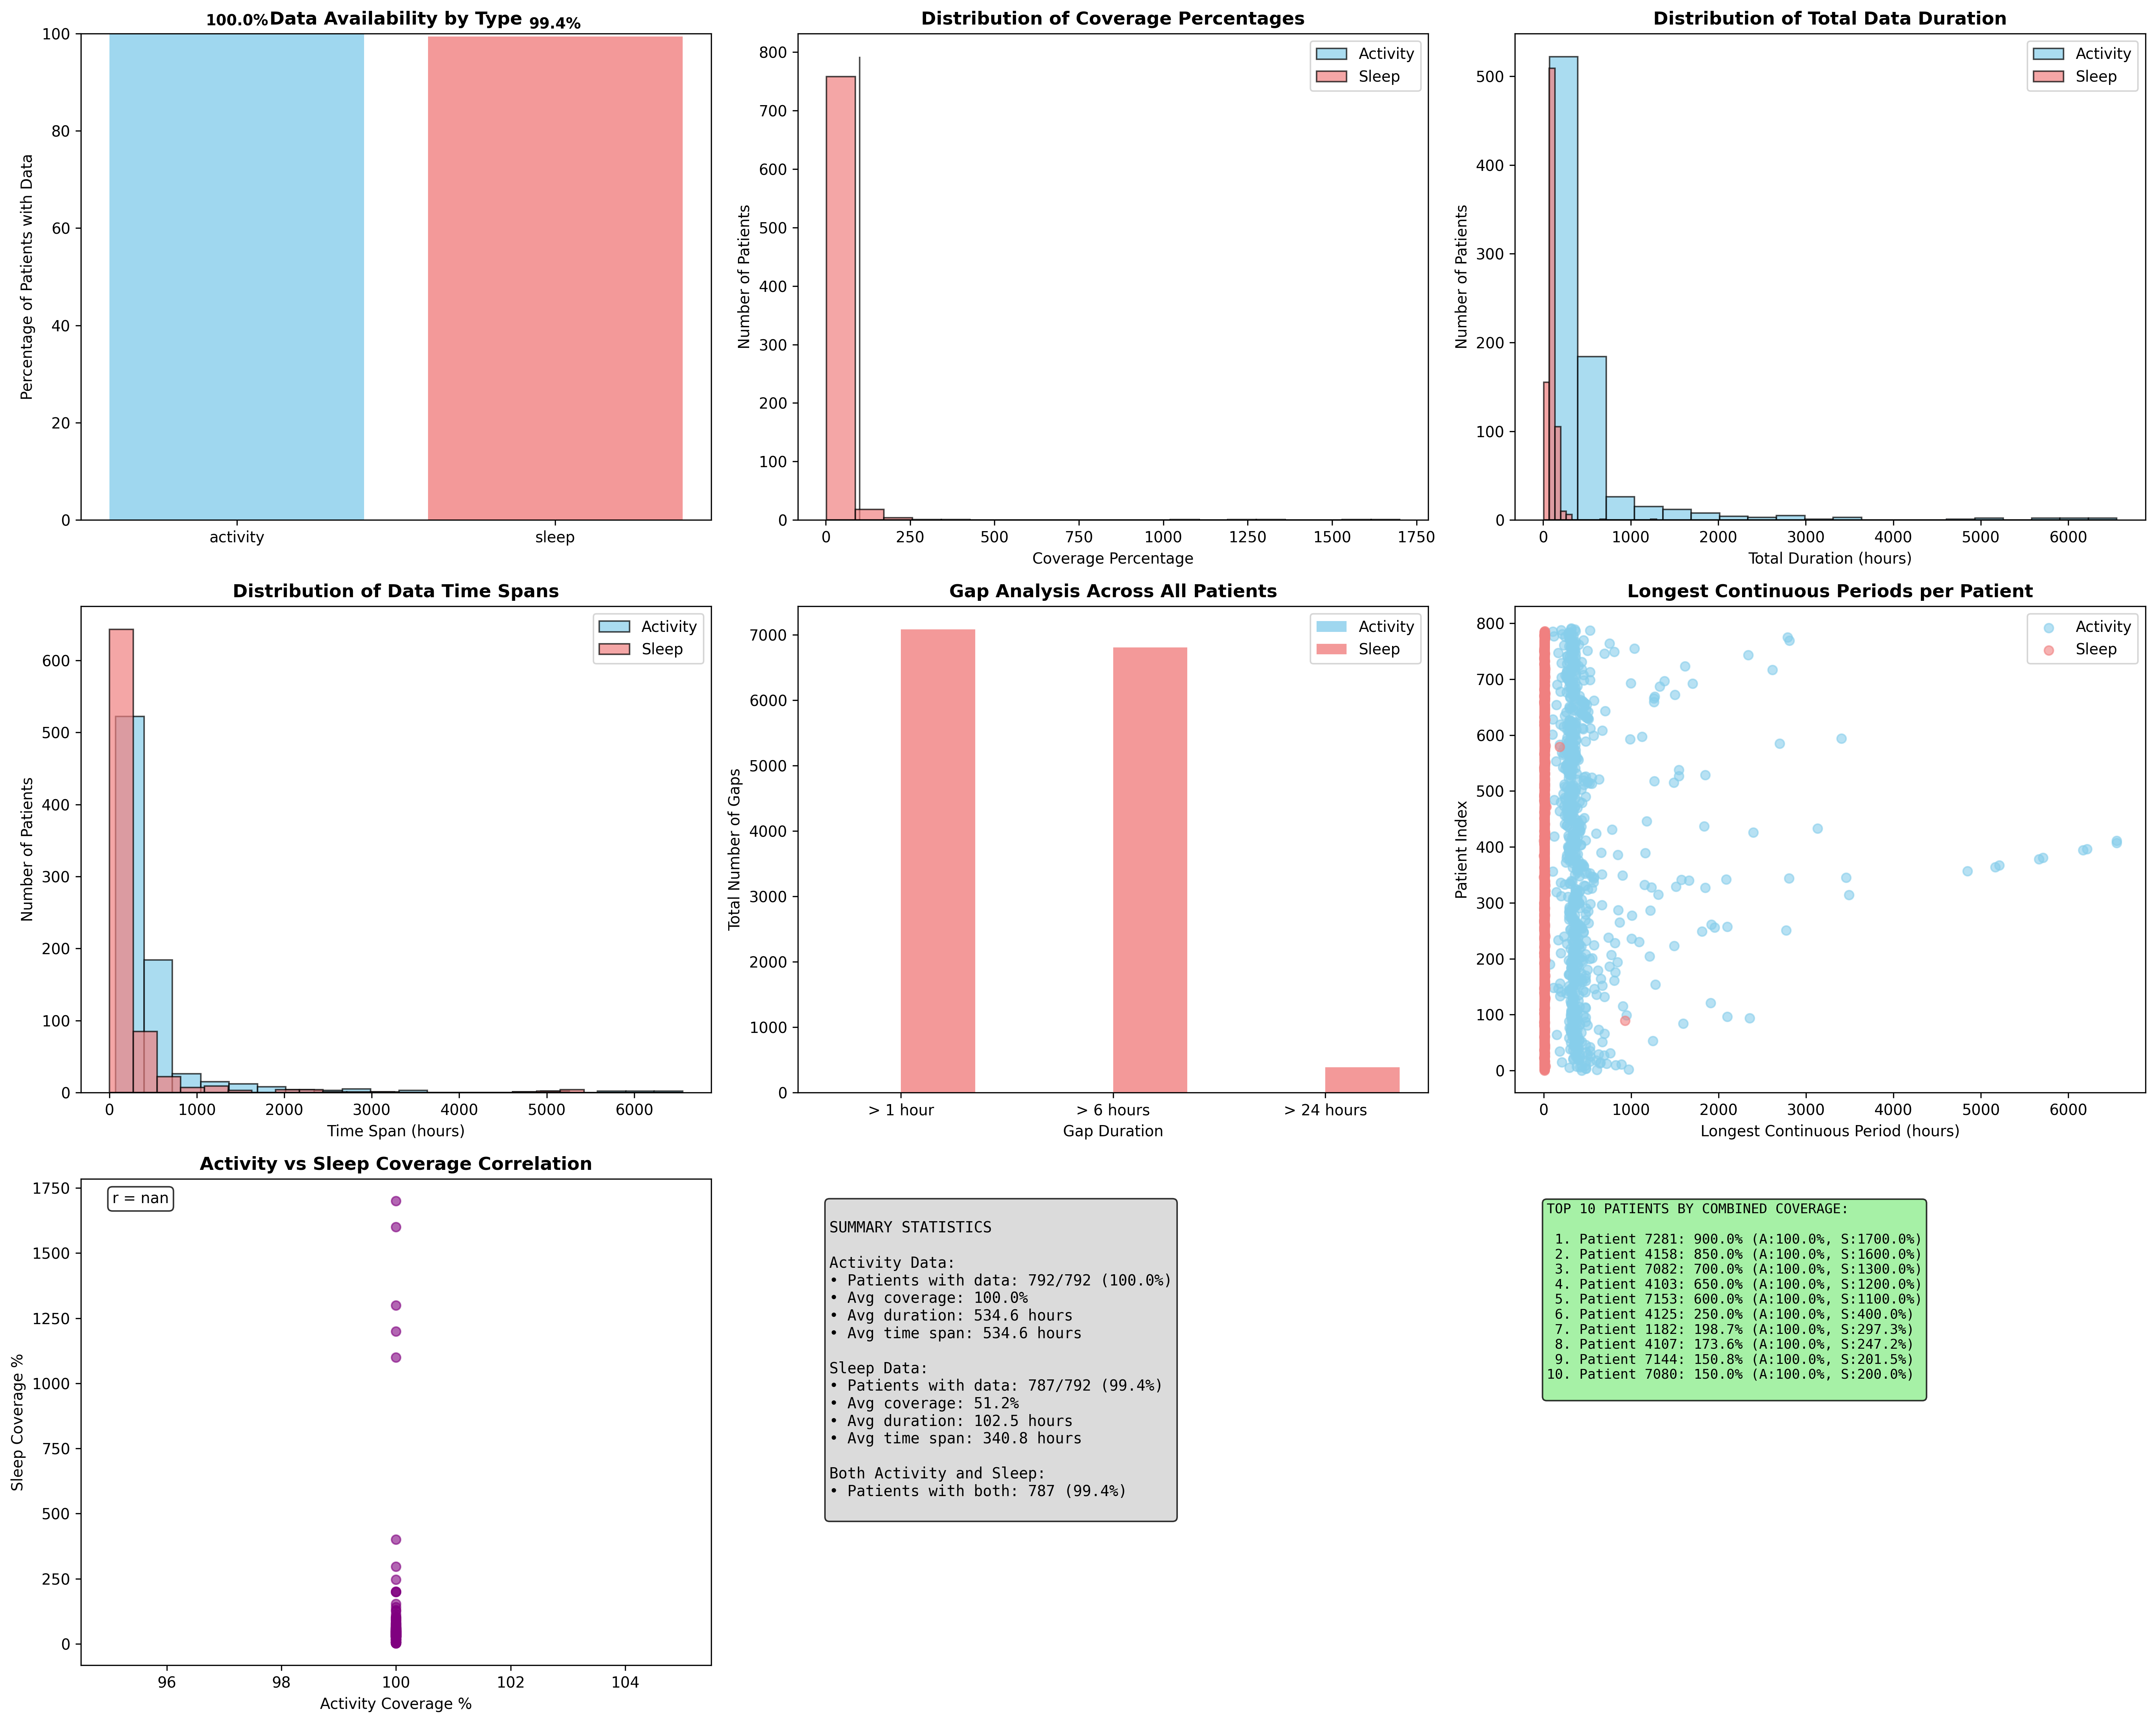 Data Availability by Type
100.0%
99.4%
Percentage of Patients with Data
100
80
60
40
20
0
activity
sleep
Distribution of Coverage Percentages
Activity
Sleep
Number of Patients
800
700
600
500
400
300
200
100
0
0
250
500
750
1000
1250
1500
1750
Coverage Percentage
Distribution of Total Data Duration
Activity
Sleep
Number of Patients
500
400
300
200
100
0
0
1000
2000
3000
4000
5000
6000
Total Duration (hours)
Distribution of Data Time Spans
Activity
Sleep
Number of Patients
600
500
400
300
200
100
0
0
1000
2000
3000
4000
5000
6000
Time Span (hours)
Gap Analysis Across All Patients
Activity
Sleep
Total Number of Gaps
7000
6000
5000
4000
3000
2000
1000
0
> 1 hour
> 6 hours
> 24 hours
Gap Duration
Longest Continuous Periods per Patient
Activity
Sleep
Patient Index
800
700
600
500
400
300
200
100
0
0
1000
2000
3000
4000
5000
6000
Longest Continuous Period (hours)
Activity vs Sleep Coverage Correlation
r = nan
Sleep Coverage %
1750
1500
1250
1000
750
500
250
0
96
98
100
102
104
Activity Coverage %
SUMMARY STATISTICS
Activity Data:
• Patients with data: 792/792 (100.0%)
• Avg coverage: 100.0%
• Avg duration: 534.6 hours
• Avg time span: 534.6 hours
Sleep Data:
• Patients with data: 787/792 (99.4%)
• Avg coverage: 51.2%
• Avg duration: 102.5 hours
• Avg time span: 340.8 hours
Both Activity and Sleep:
• Patients with both: 787 (99.4%)
TOP 10 PATIENTS BY COMBINED COVERAGE:
1. Patient 7281: 900.0% (A:100.0%, S:1700.0%)
2. Patient 4158: 850.0% (A:100.0%, S:1600.0%)
3. Patient 7082: 700.0% (A:100.0%, S:1300.0%)
4. Patient 4103: 650.0% (A:100.0%, S:1200.0%)
5. Patient 7153: 600.0% (A:100.0%, S:1100.0%)
6. Patient 4125: 250.0% (A:100.0%, S:400.0%)
7. Patient 1182: 198.7% (A:100.0%, S:297.3%)
8. Patient 4107: 173.6% (A:100.0%, S:247.2%)
9. Patient 7144: 150.8% (A:100.0%, S:201.5%)
10. Patient 7080: 150.0% (A:100.0%, S:200.0%)